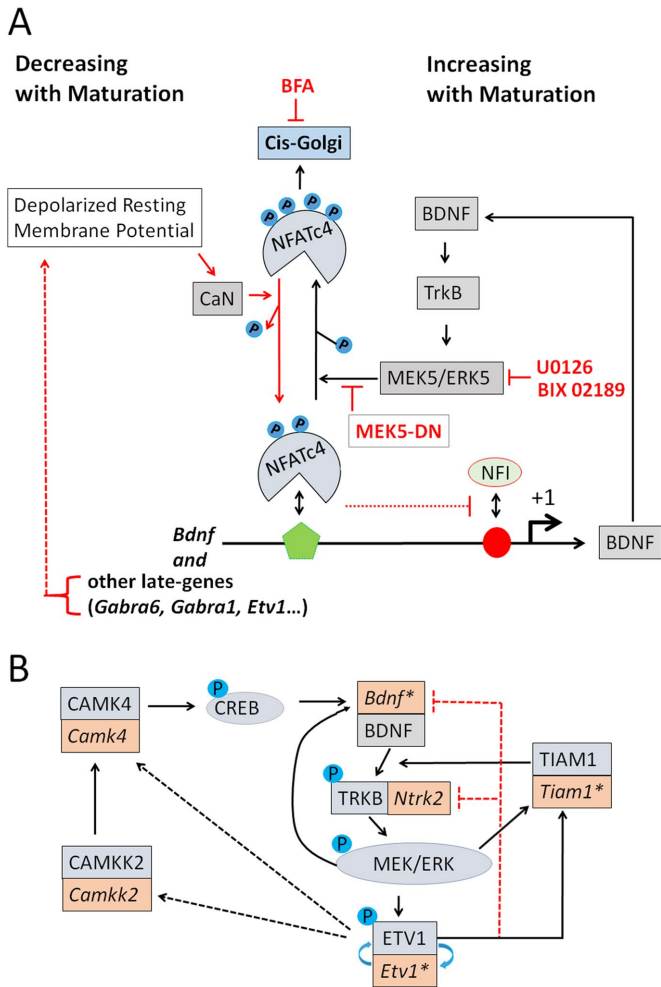 A
Decreasing
with Maturation
Increasing
with Maturation
BFA
Cis-Golgi
Depolarized Resting
Membrane Potential
P
P
P
P
NFATc4
BDNF
CaN
P
TrkB
P
MEK5/ERK5
U0126
BIX 02189
MEK5-DN
P
P
NFATc4
NFI
+1
Bdnf
and
other late-genes
(Gabra6, Gabra1, Etv1...)
BDNF
B
CAMK4
Camk4
P
CREB
Bdnf*
BDNF
TIAM1
Tiam1*
P
TRKB
Ntrk2
P
MEK/ERK
CAMKK2
Camkk2
P
ETV1
Etv1*